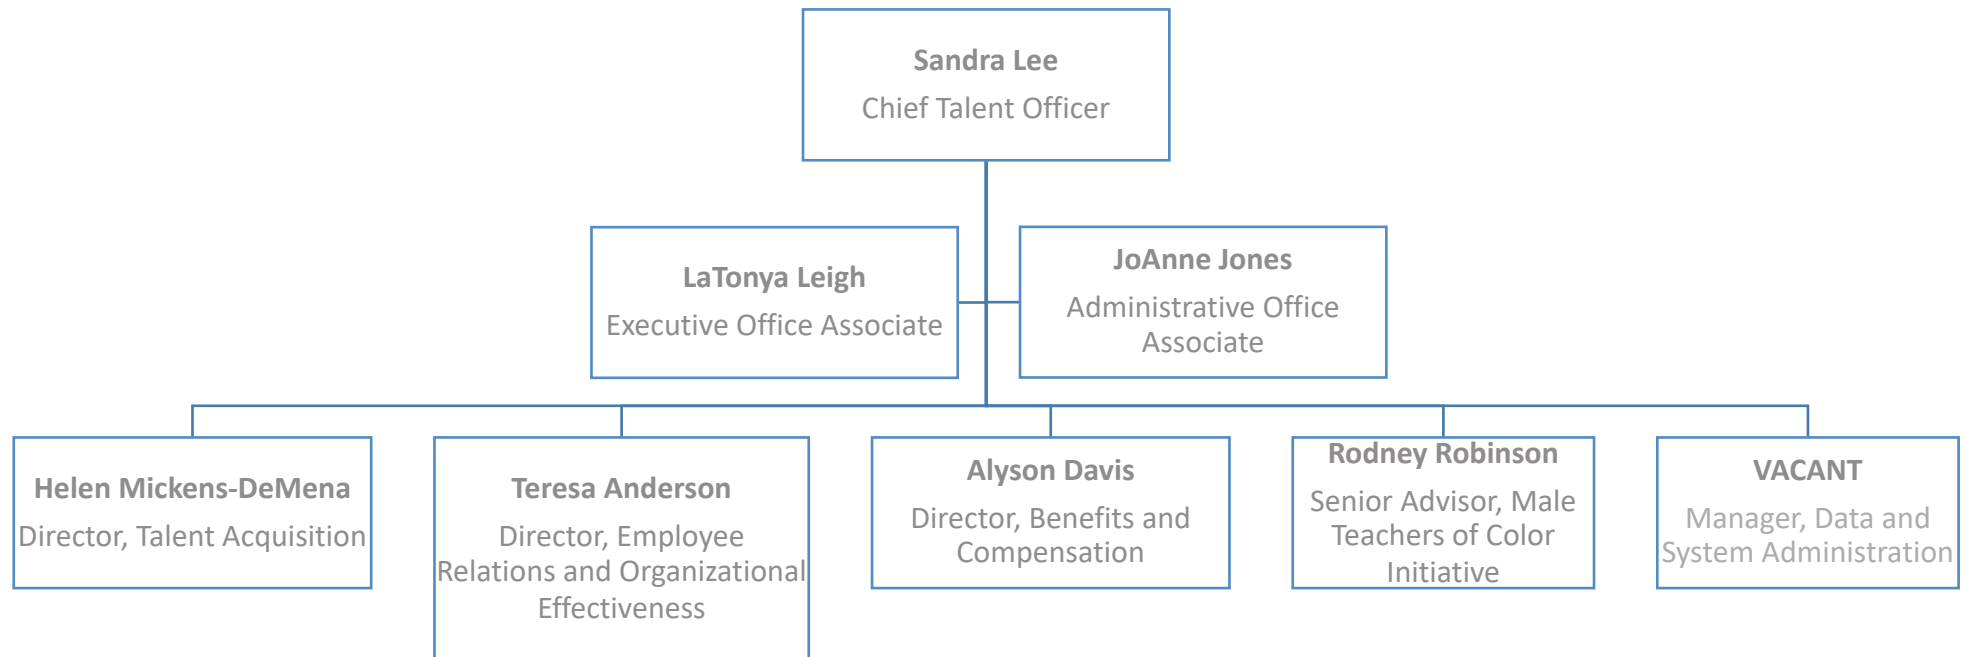 Sandra Lee
Chief Talent Officer
LaTonya Leigh
Executive Office Associate
JoAnne Jones
Administrative Office
Associate
Helen Mickens-DeMena
Director, Talent Acquisition
Teresa Anderson
Director, Employee
Relations and Organizational
Effectiveness
Alyson Davis
Director, Benefits and
Compensation
Rodney Robinson
Senior Advisor, Male
Teachers of Color
Initiative
VACANT
Manager, Data and
System Administration